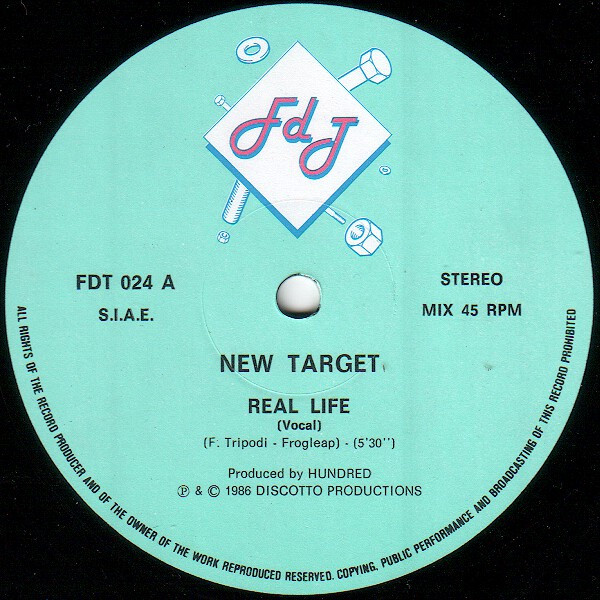 FdT
FDT 024 A
S.I.A.E.
STEREO
MIX 45 RPM
NEW TARGET
REAL LIFE
(Vocal)
(F. Tripodi - Frogleap) - (5'30'')
Produced by HUNDRED
℗ & © 1986 DISCOTTO PRODUCTIONS
ALL RIGHTS OF THE RECORD PRODUCER AND OF THE OWNER OF THE WORK REPRODUCED RESERVED. COPYING, PUBLIC PERFORMANCE AND BROADCASTING OF THIS RECORD PROHIBITED